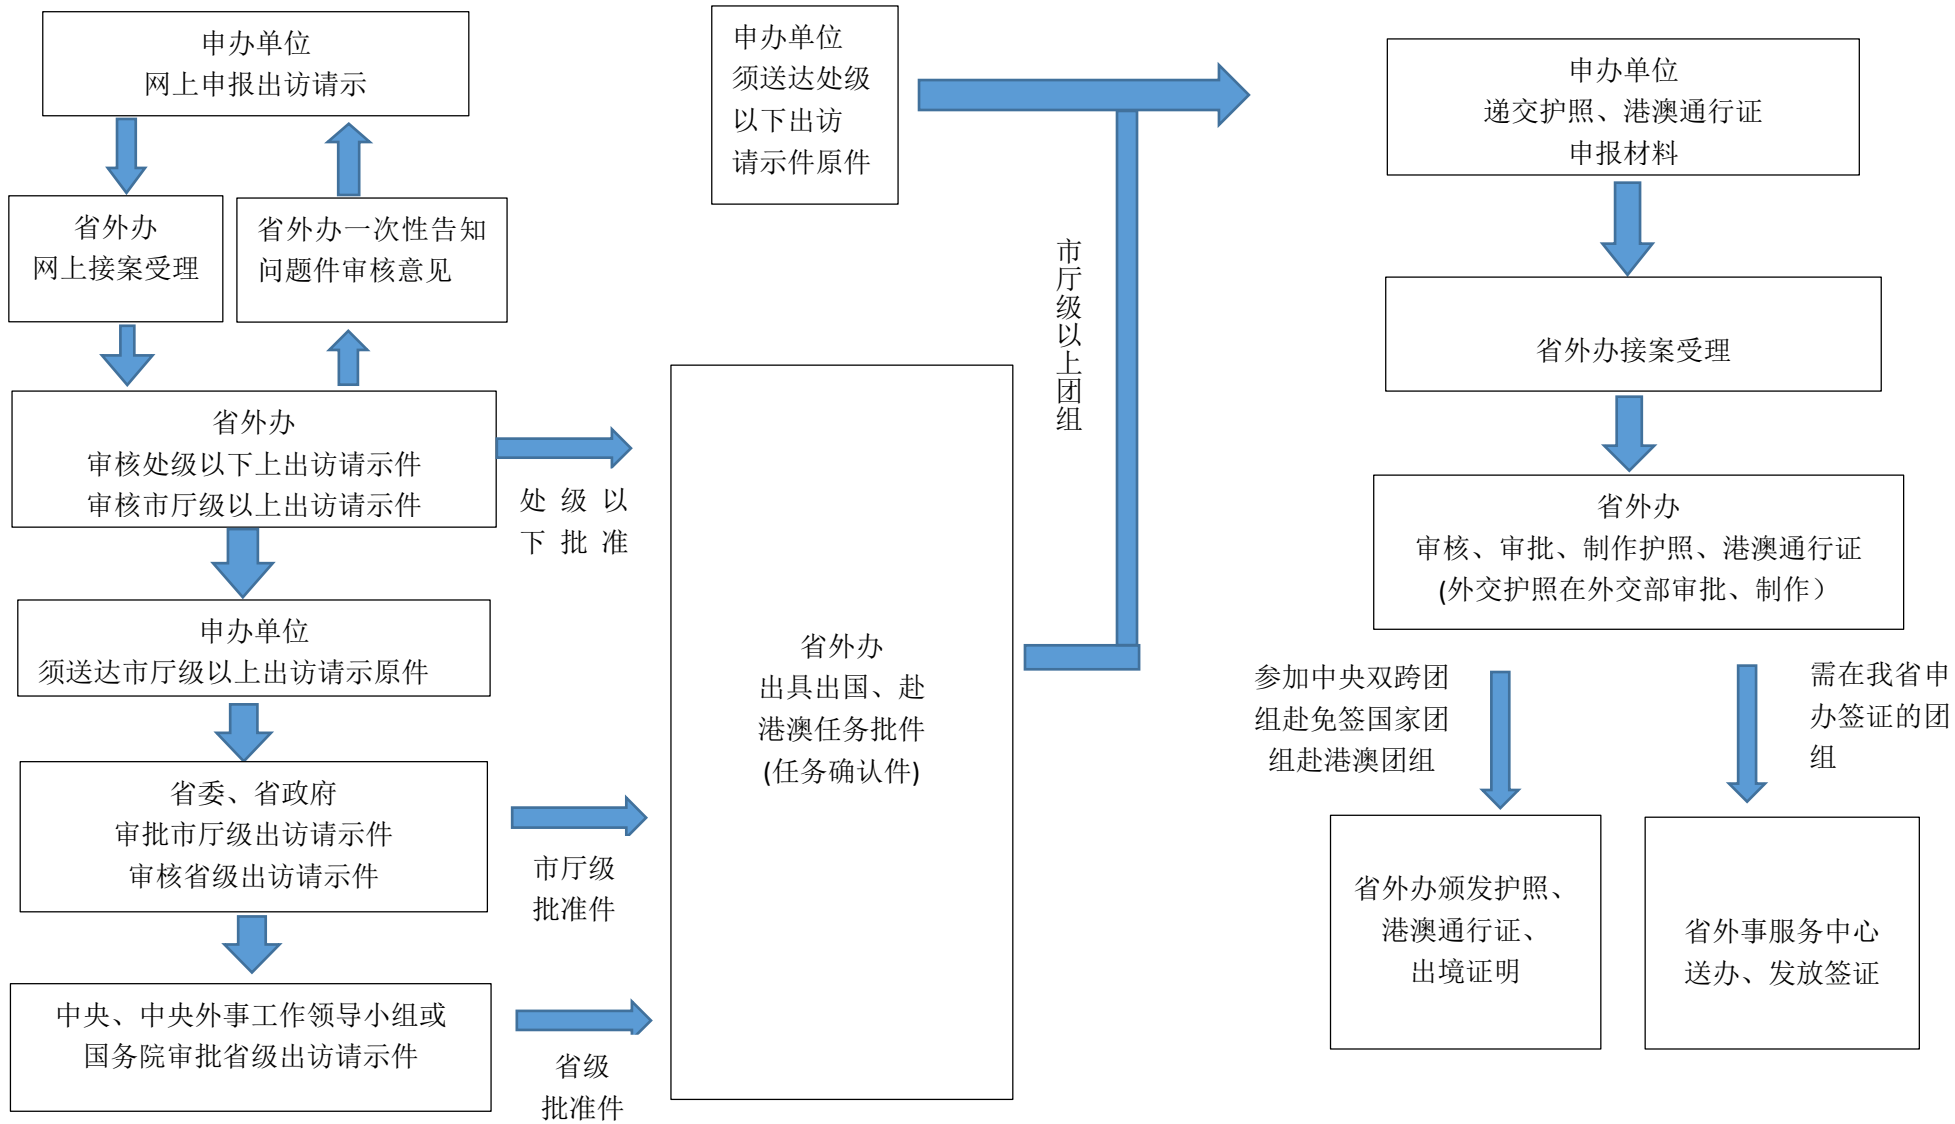 申办单位
网上申报出访请示
省外办
网上接案受理
省外办一次性告知
问题件审核意见
省外办
审核处级以下上出访请示件
审核市厅级以上出访请示件
处级以
下批准
申办单位
须送达市厅级以上出访请示原件
省委、省政府
审批市厅级出访请示件
审核省级出访请示件
市厅级
批准件
中央、中央外事工作领导小组或
国务院审批省级出访请示件
省级
批准件
申办单位
须送达处级
以下出访
请示件原件
省外办
出具出国、赴
港澳任务批件
(任务确认件)
市厅级以上团组
申办单位
递交护照、港澳通行证
申报材料
省外办接案受理
省外办
审核、审批、制作护照、港澳通行证
(外交护照在外交部审批、制作）
参加中央双跨团
组赴免签国家团
组赴港澳团组
需在我省申
办签证的团
组
省外办颁发护照、
港澳通行证、
出境证明
省外事服务中心
送办、发放签证